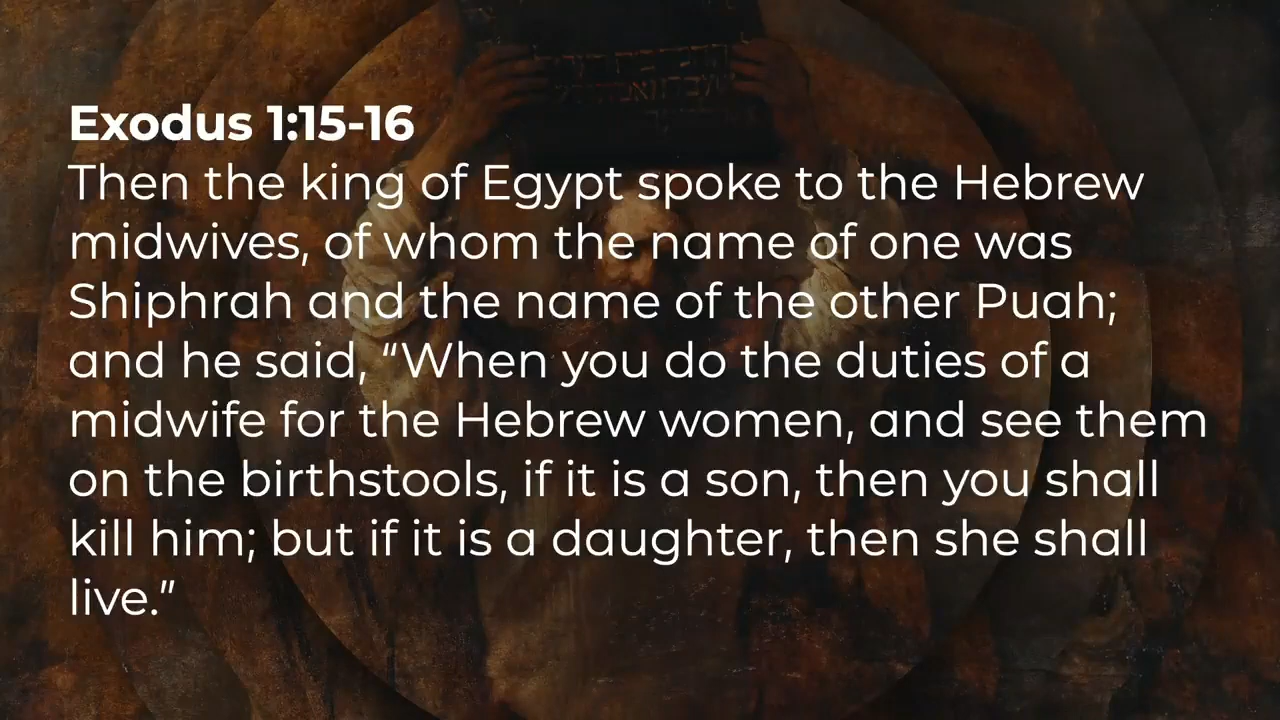 Exodus 1:15-16
Then the king of Egypt spoke to the Hebrew
midwives, of whom the name of one was
Shiphrah and the name of the other Puah;
and he said, “When you do the duties of a
midwife for the Hebrew women, and see them
on the birthstools, if it is a son, then you shall
kill him; but if it is a daughter, then she shall
live.”